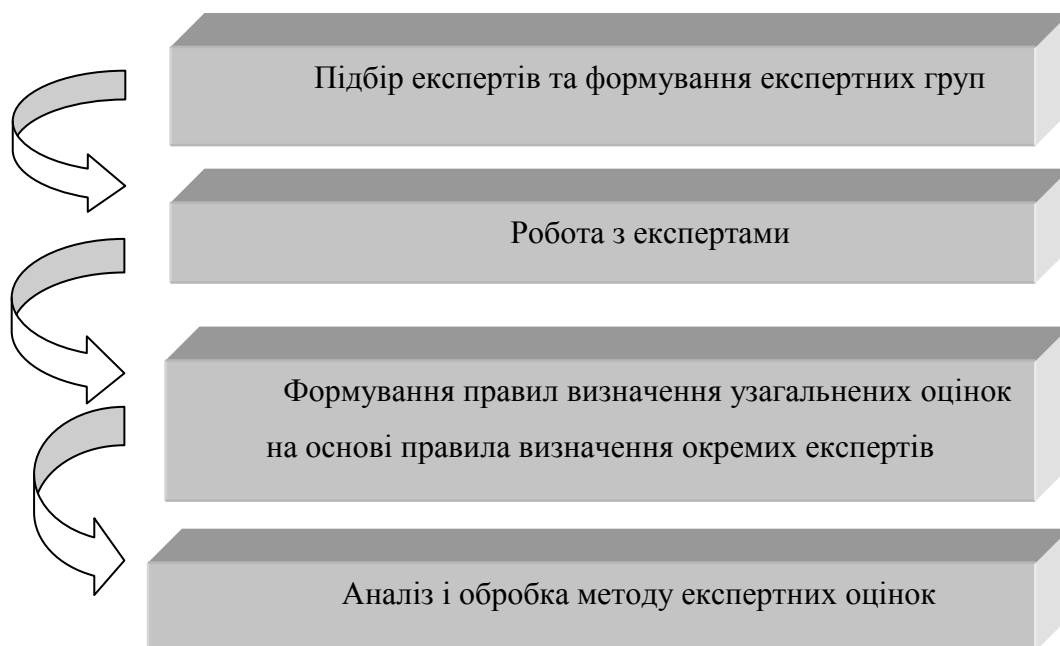 Підбір експертів та формування експертних груп
Робота з експертами
Формування правил визначення узагальнених оцінок
на основі правила визначення окремих експертів
Аналіз і обробка методу експертних оцінок